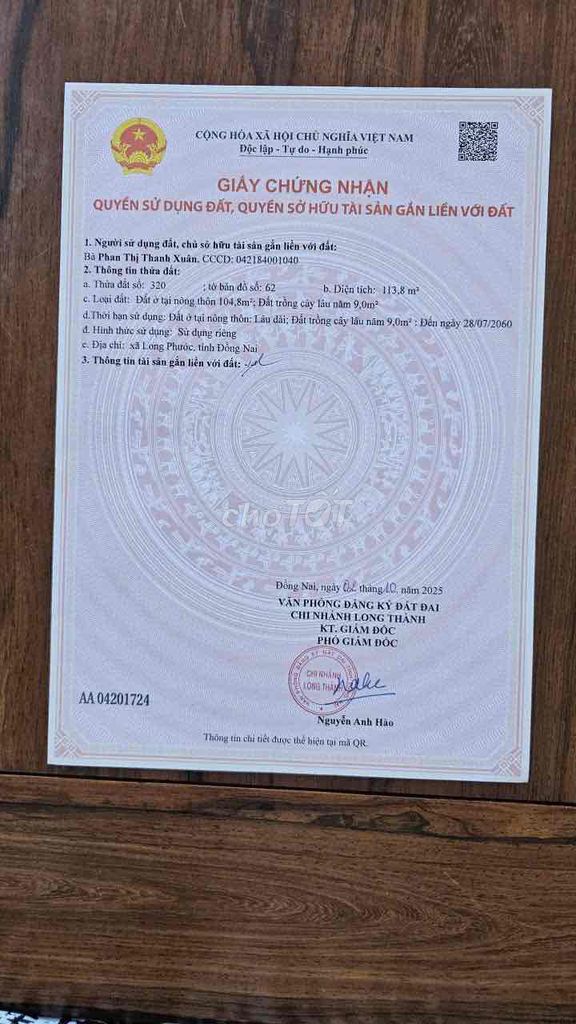 CỘNG HÒA XÃ HỘI CHỦ NGHĨA VIỆT NAM
Độc lập - Tự do - Hạnh phúc
GIẤY CHỨNG NHẬN
QUYỀN SỬ DỤNG ĐẤT, QUYỀN SỞ HỮU TÀI SẢN GẮN LIỀN VỚI ĐẤT
1. Người sử dụng đất, chủ sở hữu tài sản gắn liền với đất:
Bà Phan Thị Thanh Xuân, CCCD: 042184001040
2. Thông tin thửa đất:
a. Thửa đất số: 320 ; tờ bản đồ số: 62 b. Diện tích: 113,8 m²
c. Loại đất: Đất ở tại nông thôn 104,8m²; Đất trồng cây lâu năm 9,0m²
d.Thời hạn sử dụng: Đất ở tại nông thôn: Lâu dài; Đất trồng cây lâu năm 9,0m² : Đến ngày 28/07/2060
đ. Hình thức sử dụng: Sử dụng riêng
e. Địa chỉ: xã Long Phước, tỉnh Đồng Nai
3. Thông tin tài sản gắn liền với đất:
choTỐT
Đồng Nai, ngày 02 tháng 10 năm 2025
VĂN PHÒNG ĐĂNG KÝ ĐẤT ĐAI
CHI NHÁNH LONG THÀNH
KT. GIÁM ĐỐC
PHÓ GIÁM ĐỐC
CHI NHÁNH
LONG THÀNH
AA 04201724
Nguyễn Anh Hào
Thông tin chi tiết được thể hiện tại mã QR.